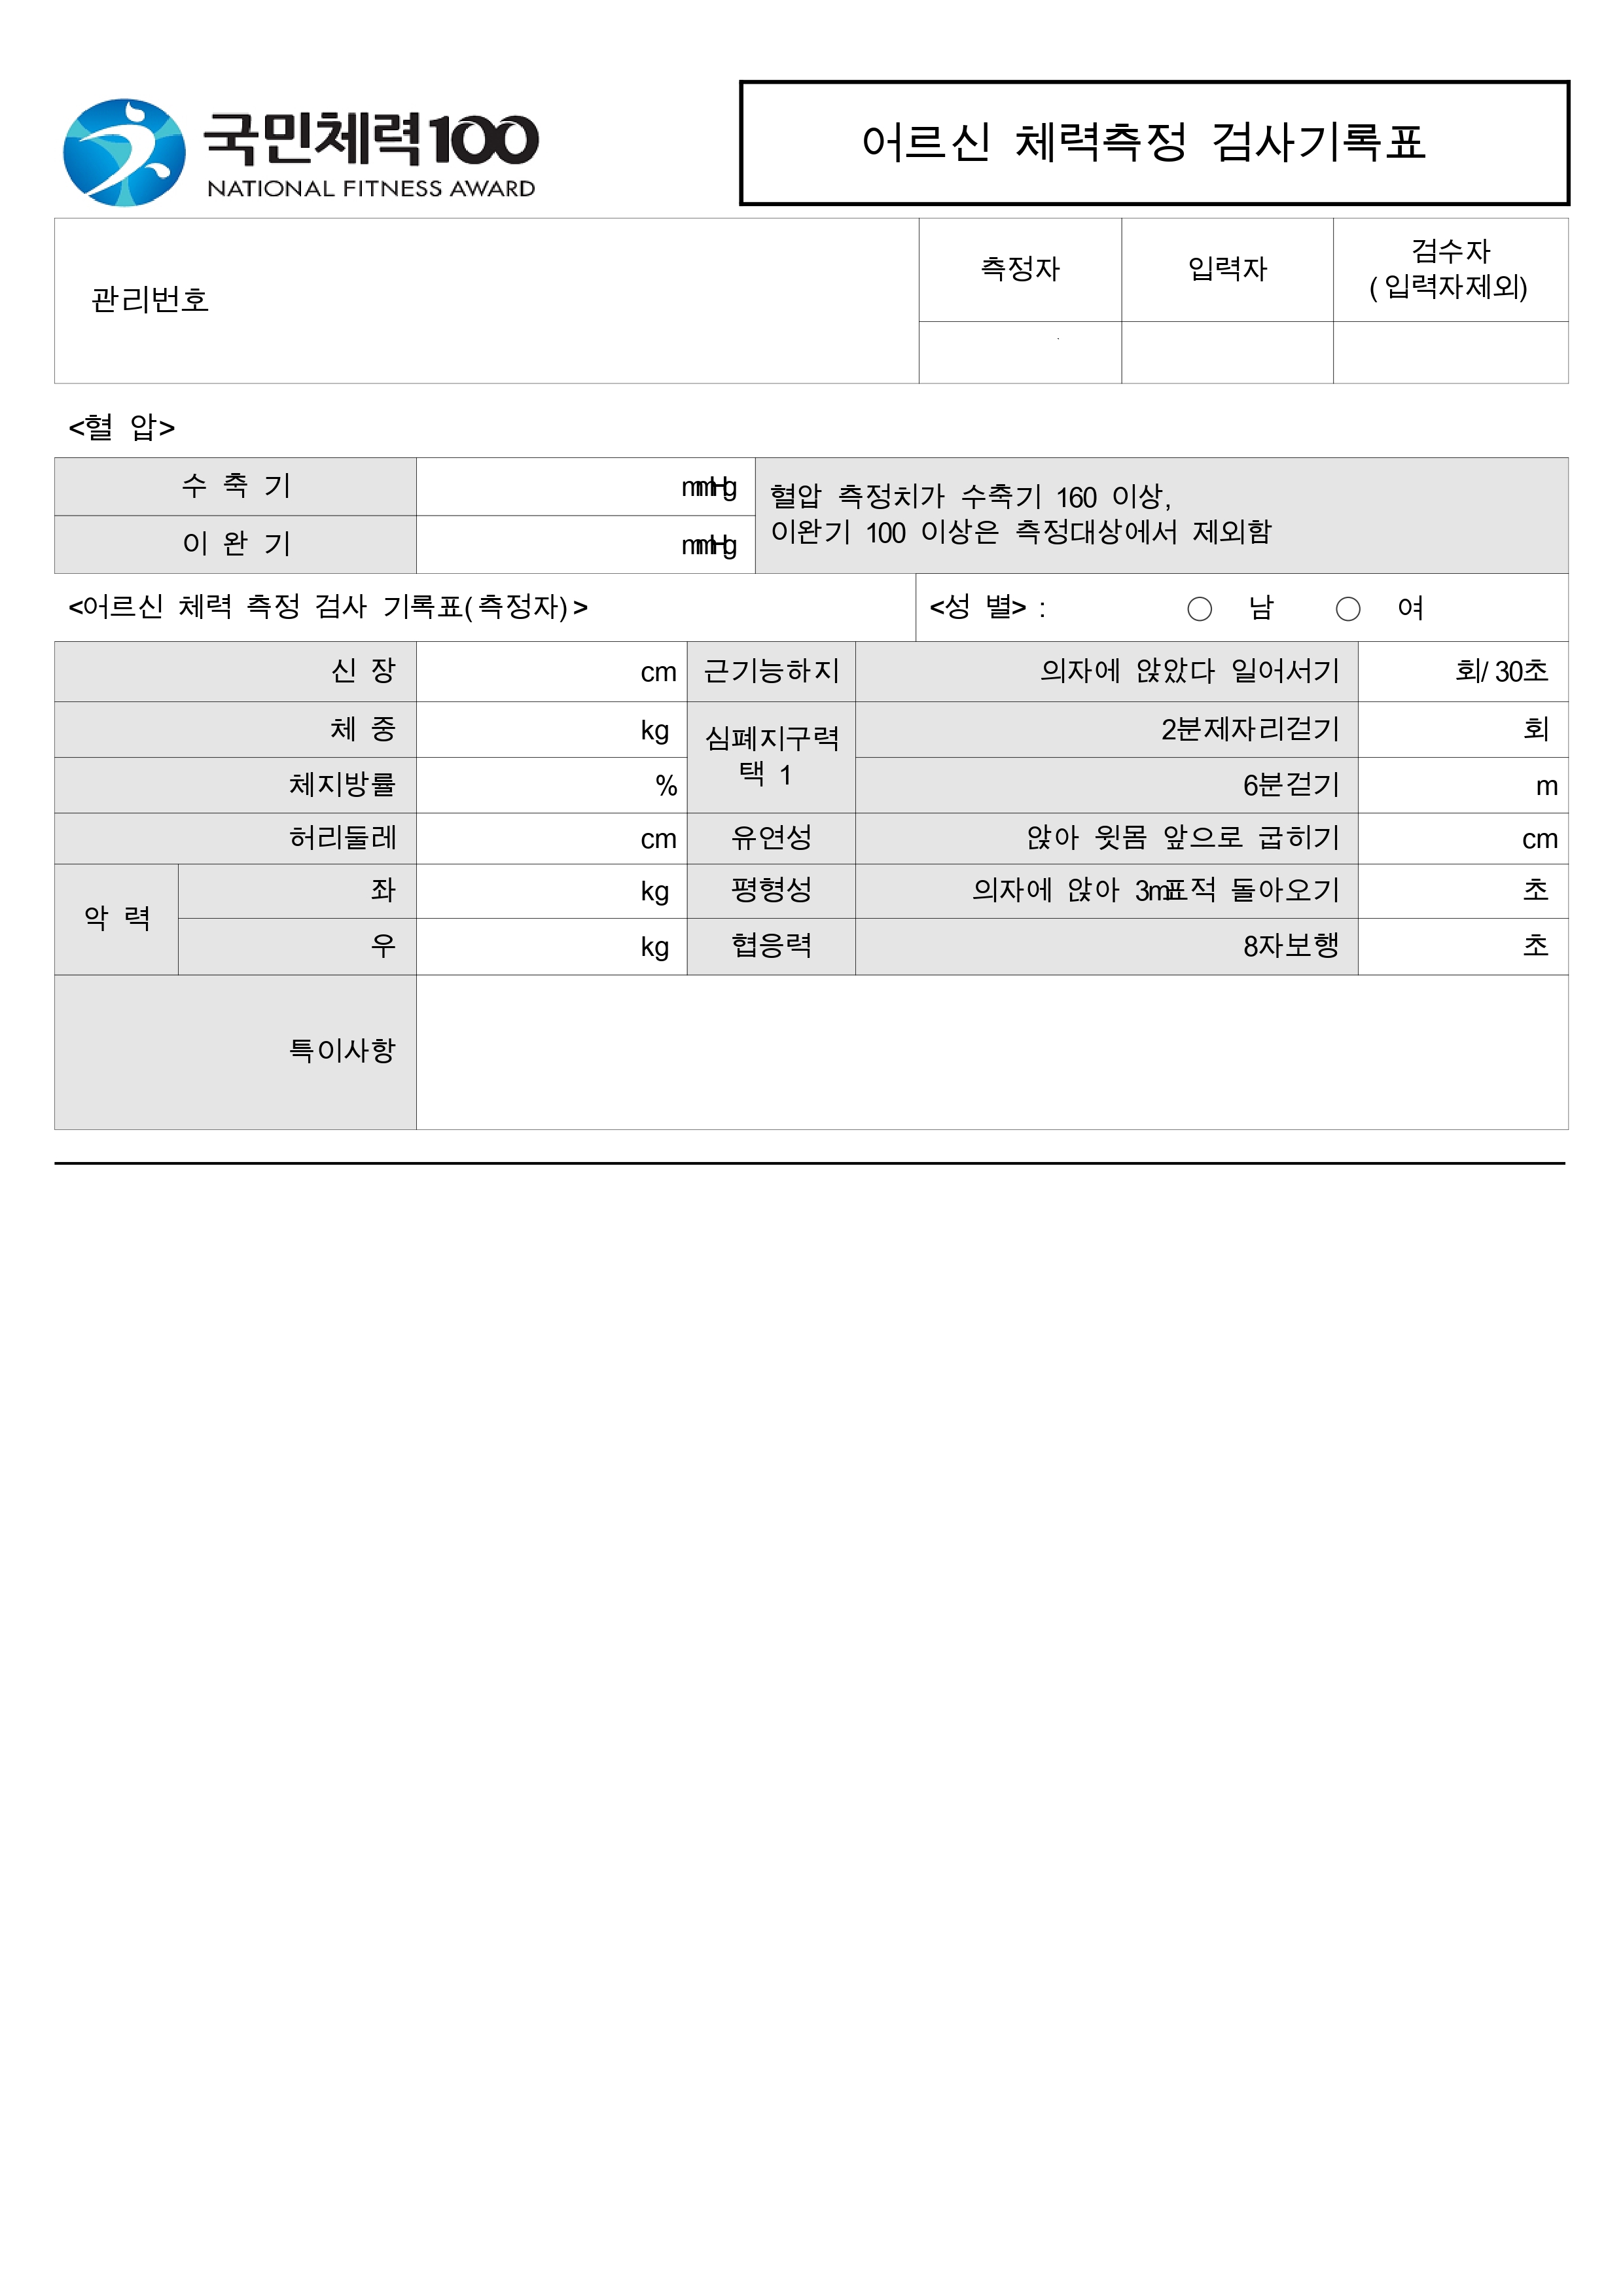 국민체력100
NATIONAL FITNESS AWARD
어르신 체력측정 검사기록표
관리번호
측정자
입력자
검수자
(입력자제외)
<혈 압>
수 축 기
mmHg
이 완 기
mmHg
혈압 측정치가 수축기 160 이상,
이완기 100 이상은 측정대상에서 제외함
<어르신 체력 측정 검사 기록표(측정자)>
<성 별> : ○ 남 ○ 여
신 장
cm
근기능하지
의자에 앉았다 일어서기
회/30초
체 중
kg
심폐지구력
택 1
2분제자리걷기
회
체지방률
%
6분걷기
m
허리둘레
cm
유연성
앉아 윗몸 앞으로 굽히기
cm
악 력
좌
kg
평형성
의자에 앉아 3m표적 돌아오기
초
우
kg
협응력
8자보행
초
특이사항